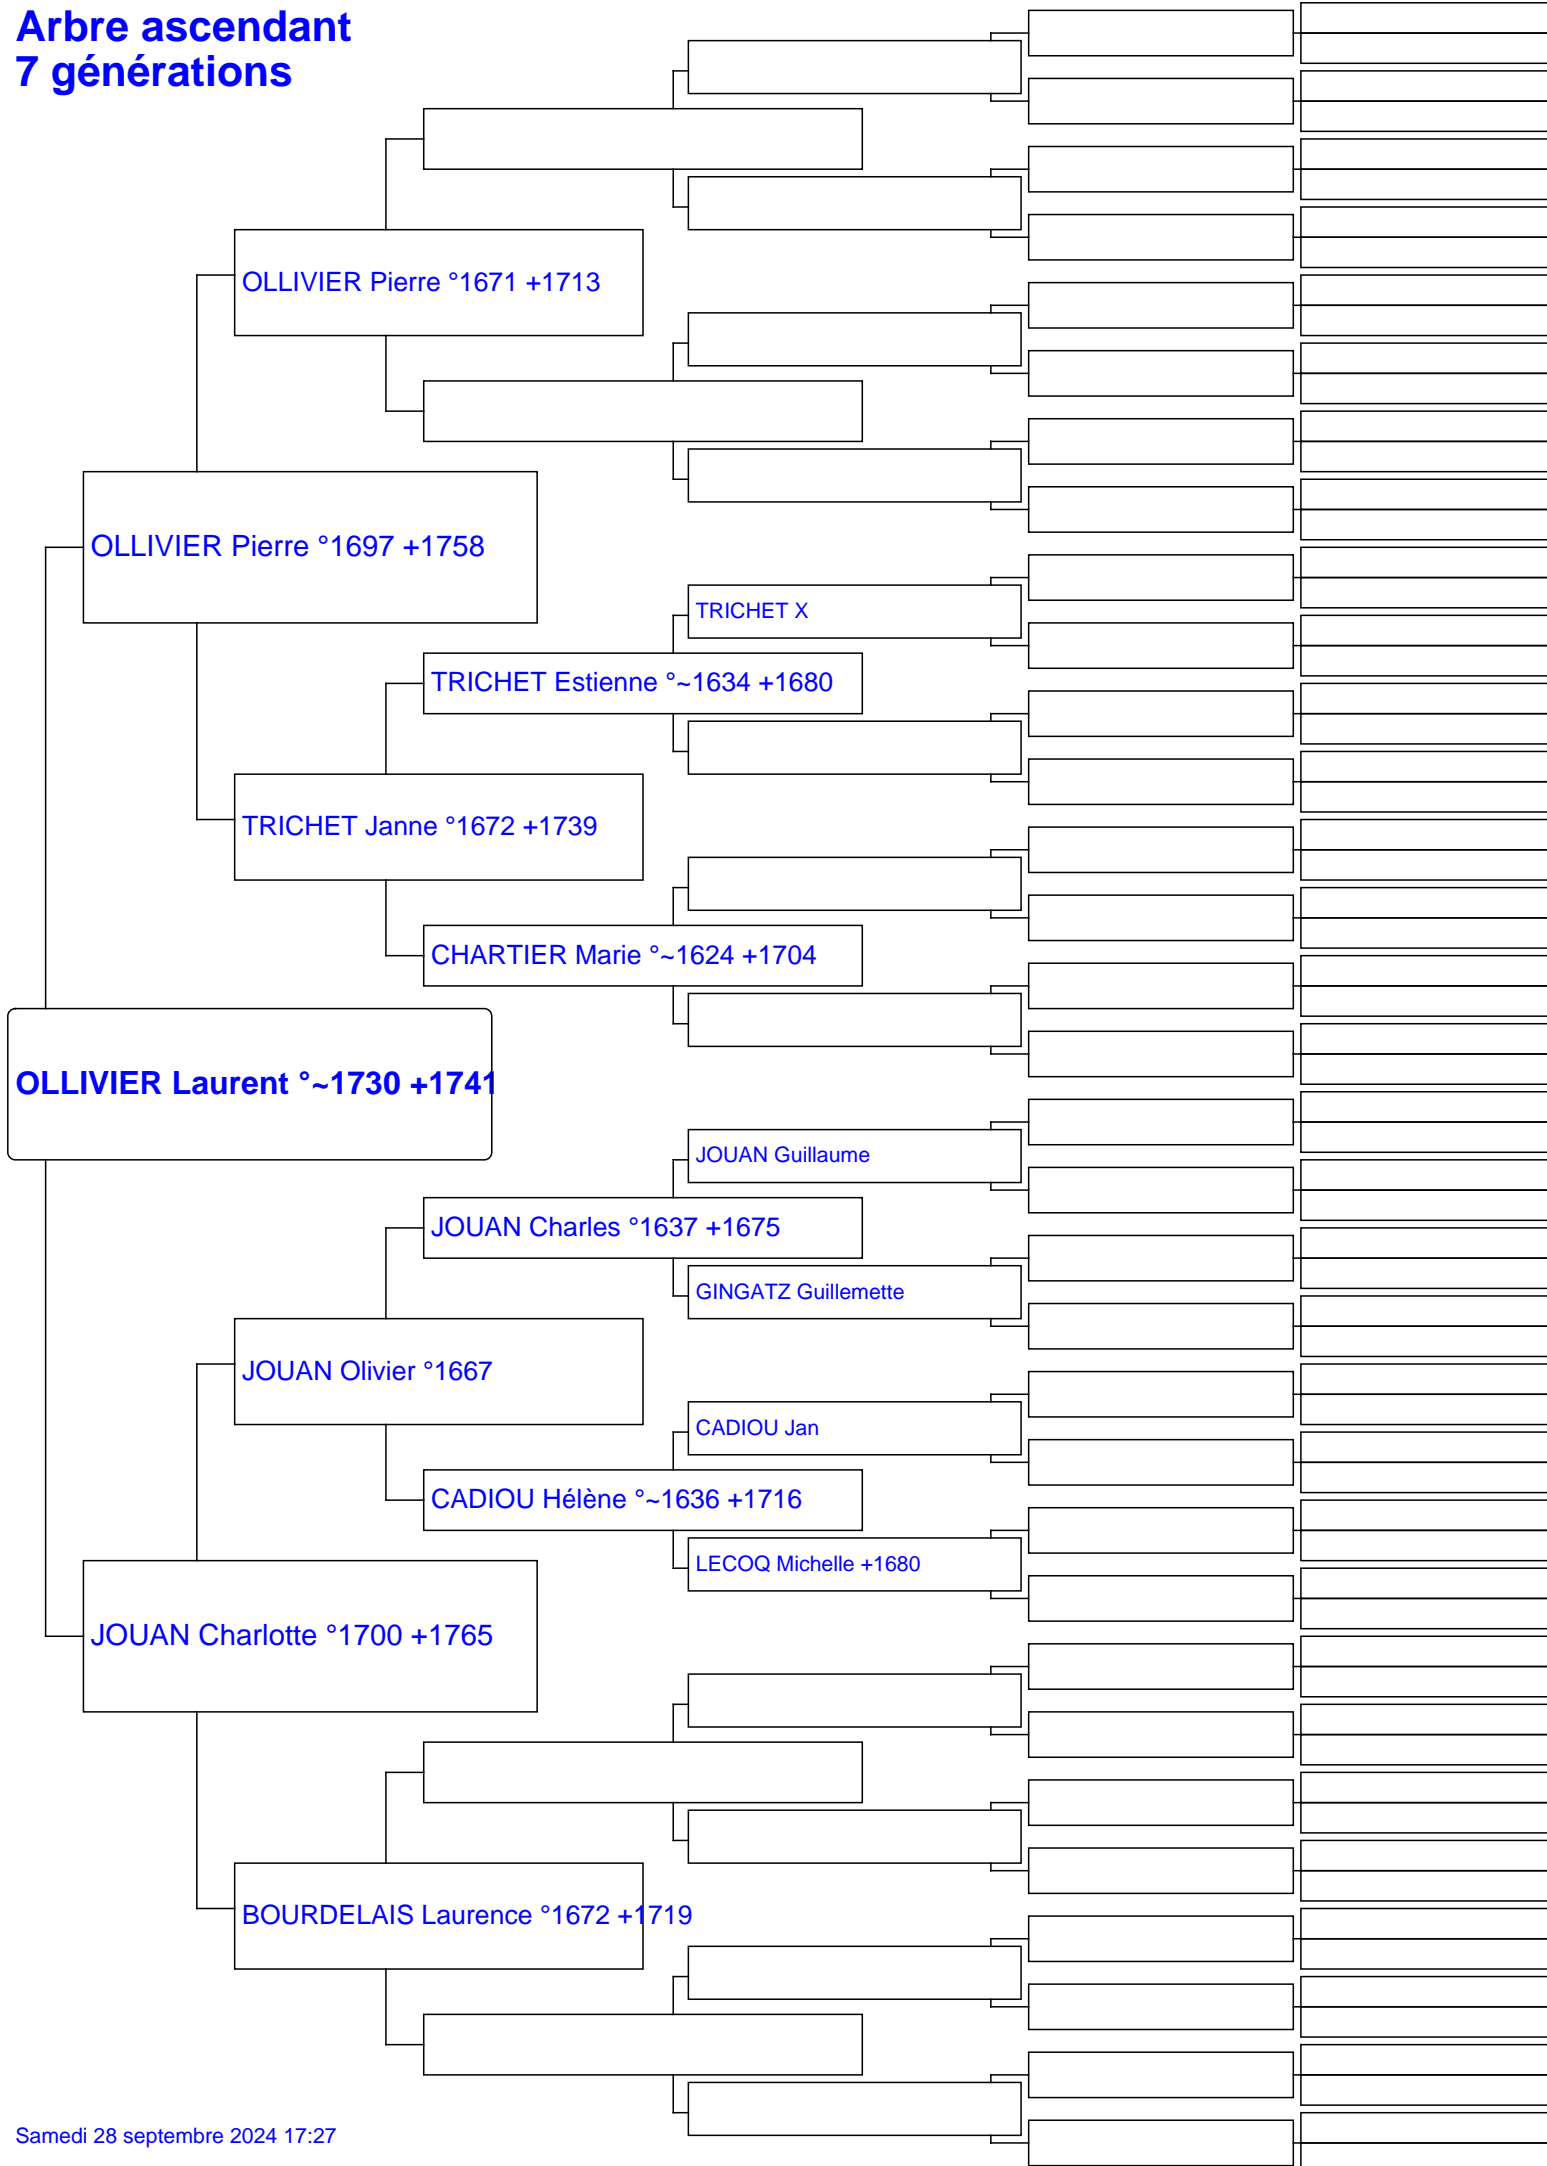 Arbre ascendant
7 générations
OLLIVIER Pierre °1671 +1713
OLLIVIER Pierre °1697 +1758
TRICHET X
TRICHET Estienne °~1634 +1680
TRICHET Janne °1672 +1739
CHARTIER Marie °~1624 +1704
OLLIVIER Laurent °~1730 +1741
JOUAN Guillaume
JOUAN Charles °1637 +1675
GINGATZ Guillemette
JOUAN Olivier °1667
CADIOU Jan
CADIOU Hélène °~1636 +1716
LECOQ Michelle +1680
JOUAN Charlotte °1700 +1765
BOURDELAIS Laurence °1672 +1719
Samedi 28 septembre 2024 17:27